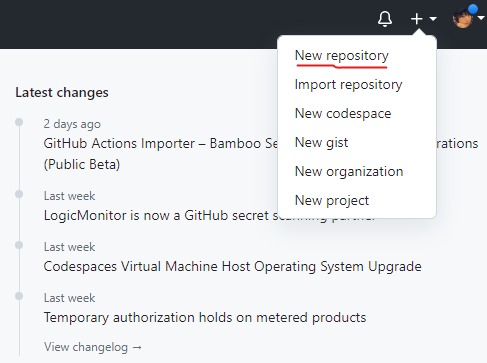 New repository
Import repository
New codespace
New gist
New organization
New project
Latest changes
2 days ago
GitHub Actions Importer – Bamboo Se rations
(Public Beta)
Last week
LogicMonitor is now a GitHub secret scanning partner
Last week
Codespaces Virtual Machine Host Operating System Upgrade
Last week
Temporary authorization holds on metered products
View changelog →